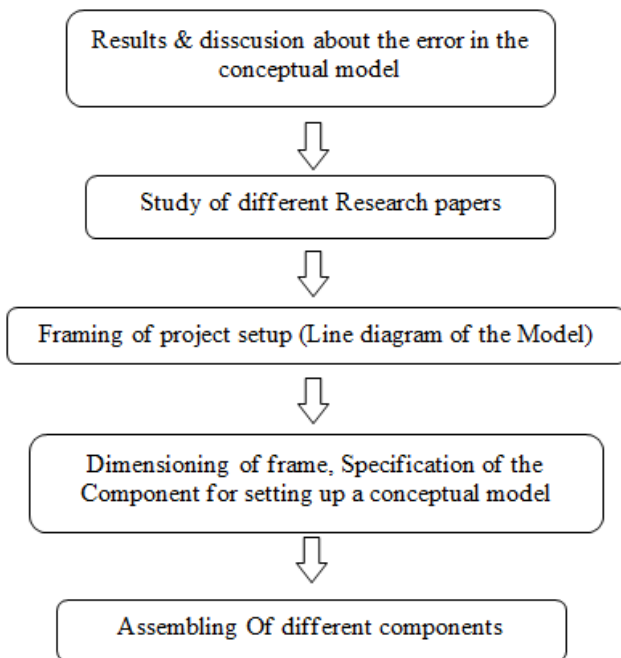 Results & disscusion about the error in the
conceptual model
Study of different Research papers
Framing of project setup (Line diagram of the Model)
Dimensioning of frame, Specification of the
Component for setting up a conceptual model
Assembling Of different components